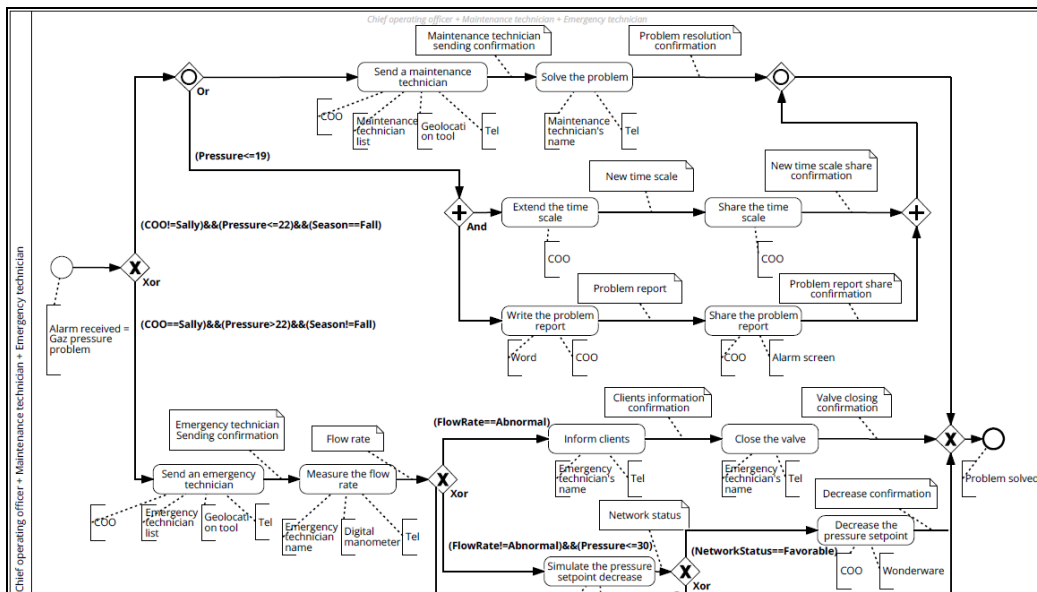 Chief operating officer + Maintenance technician + Emergency technician
Chief operating officer + Maintenance technician + Emergency technician
Maintenance technician
sending confirmation
Problem resolution
confirmation
Send a maintenance
technician
Solve the problem
Or
COO
Maintenance
technician
list
Geolocati
on tool
Tel
Maintenance
technician's
name
Tel
(Pressure<=19)
New time scale
New time scale share
confirmation
Extend the time
scale
Share the time
scale
And
COO
COO
(COO!=Sally)&&(Pressure<=22)&&(Season==Fall)
Xor
Alarm received =
Gaz pressure
problem
(COO==Sally)&&(Pressure>22)&&(Season!=Fall)
Problem report
Problem report share
confirmation
Write the problem
report
Share the problem
report
Word
COO
COO
Alarm screen
Emergency technician
Sending confirmation
Flow rate
Clients information
confirmation
Valve closing
confirmation
(FlowRate==Abnormal)
Inform clients
Close the valve
Send an emergency
technician
Measure the flow
rate
Xor
Emergency
technician's
name
Tel
Emergency
technician's
name
Tel
Problem solved
COO
Emergency
technician
list
Geolocati
on tool
Tel
Emergency
technician
name
Digital
manometer
Tel
Network status
Decrease confirmation
(FlowRate!=Abnormal)&&(Pressure<=30)
(NetworkStatus==Favorable)
Decrease the
pressure setpoint
Simulate the pressure
setpoint decrease
Xor
COO
Wonderware